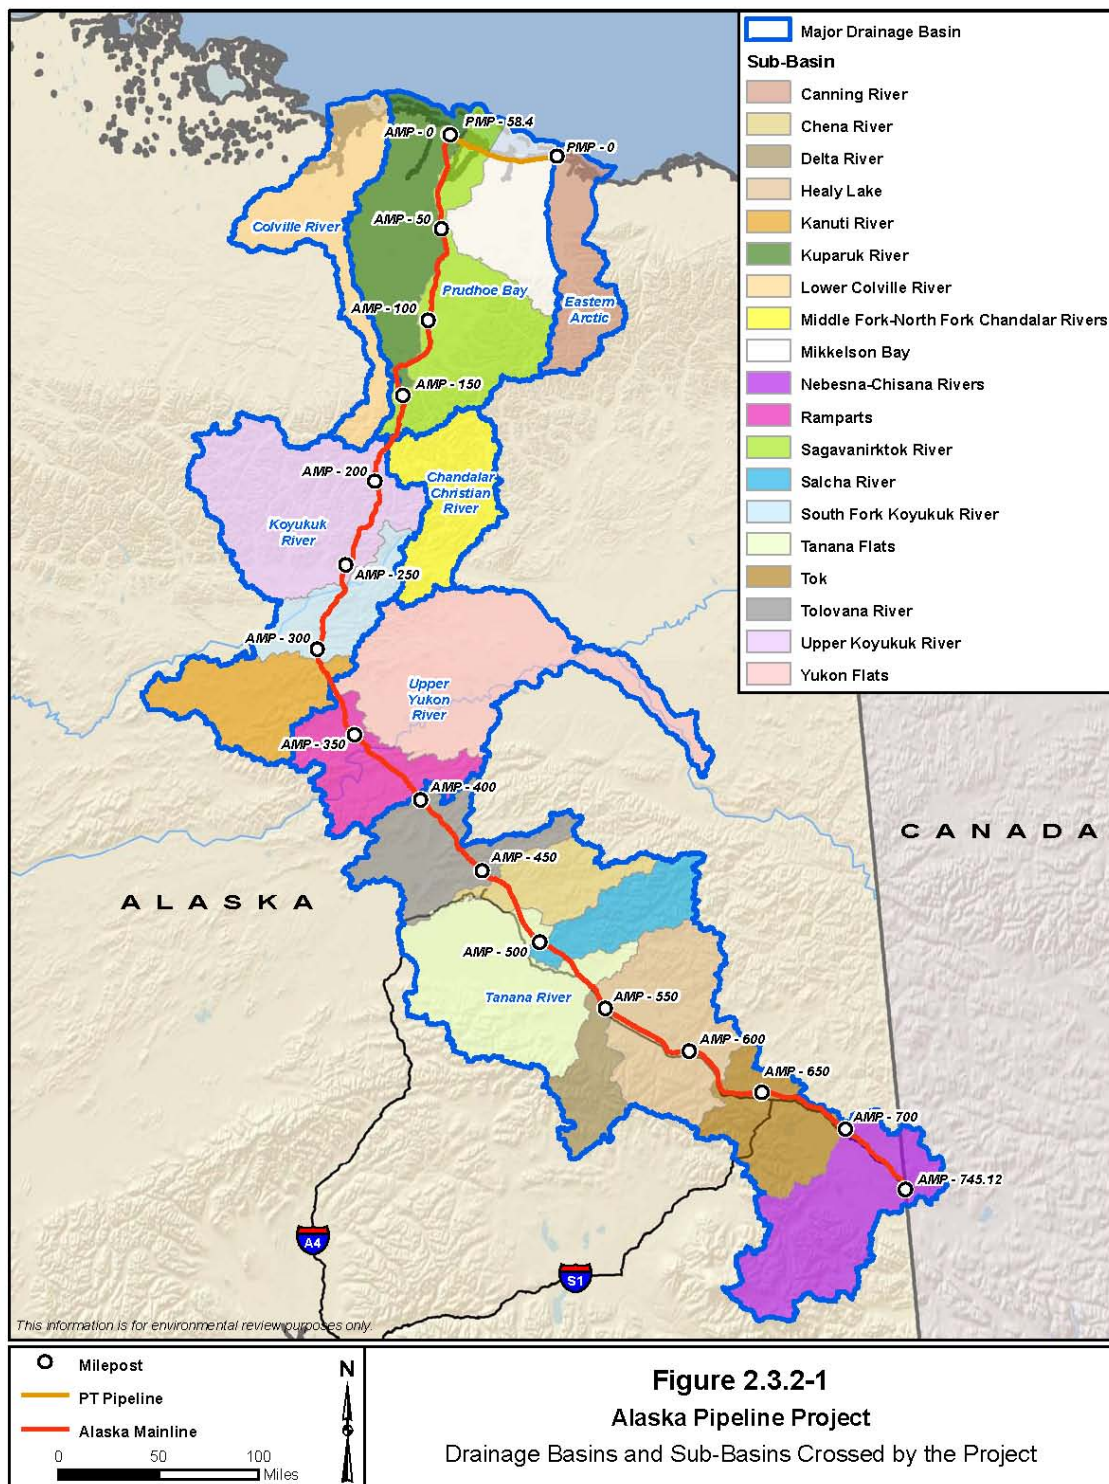 Major Drainage Basin
Sub-Basin
Canning River
Chena River
Delta River
Healy Lake
Kanuti River
Kuparuk River
Lower Colville River
Middle Fork-North Fork Chandalar Rivers
Mikkelson Bay
Nebesna-Chisana Rivers
Ramparts
Sagavanirktok River
Salcha River
South Fork Koyukuk River
Tanana Flats
Tok
Tolovana River
Upper Koyukuk River
Yukon Flats
PMP - 58.4
AMP - 0
PMP - 0
Colville River
AMP - 50
Prudhoe Bay
AMP - 100
Eastern
Arctic
AMP - 150
AMP - 200
Chandalar
Christian
River
Koyukuk
River
AMP - 250
AMP - 300
Upper
Yukon
River
AMP - 350
AMP - 400
CANADA
AMP - 450
ALASKA
AMP - 500
Tanana River
AMP - 550
AMP - 600
AMP - 650
AMP - 700
AMP - 745.12
A4
S1
This information is for environmental review purposes only.
Milepost
PT Pipeline
Alaska Mainline
0 50 100
Miles
N
Figure 2.3.2-1
Alaska Pipeline Project
Drainage Basins and Sub-Basins Crossed by the Project